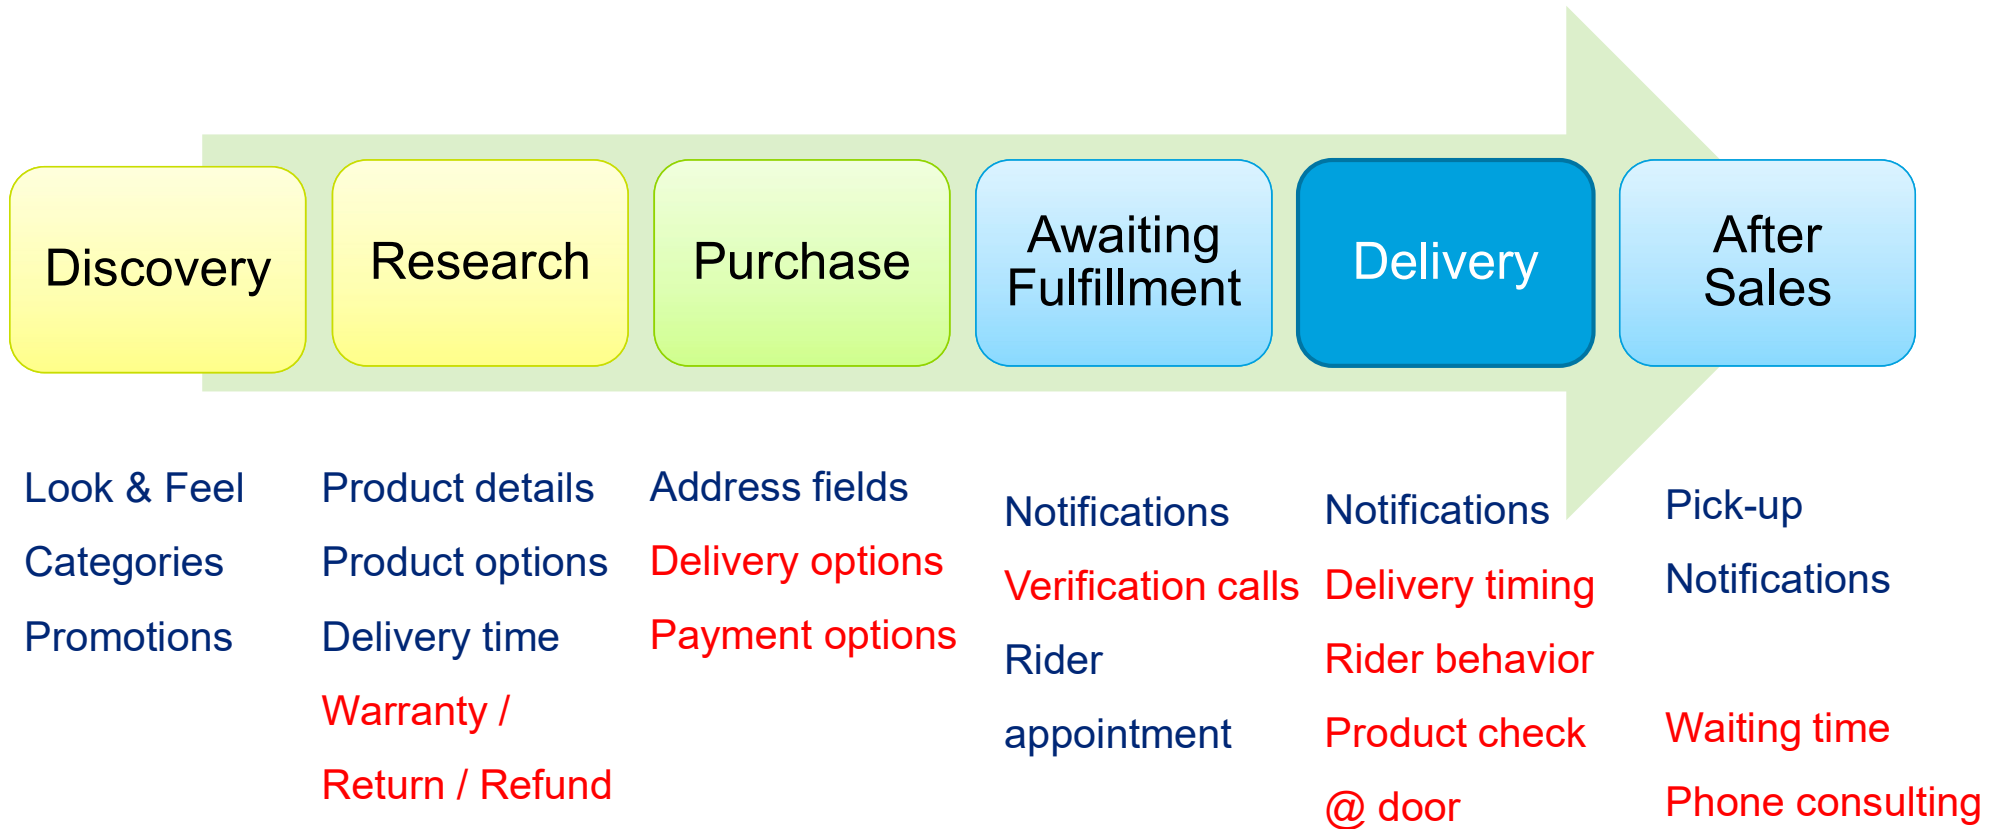 Discovery
Research
Purchase
Awaiting
Fulfillment
Delivery
After
Sales
Look & Feel
Categories
Promotions
Product details
Product options
Delivery time
Warranty /
Return / Refund
Address fields
Delivery options
Payment options
Notifications
Verification calls
Rider
appointment
Notifications
Delivery timing
Rider behavior
Product check
@ door
Pick-up
Notifications
Waiting time
Phone consulting